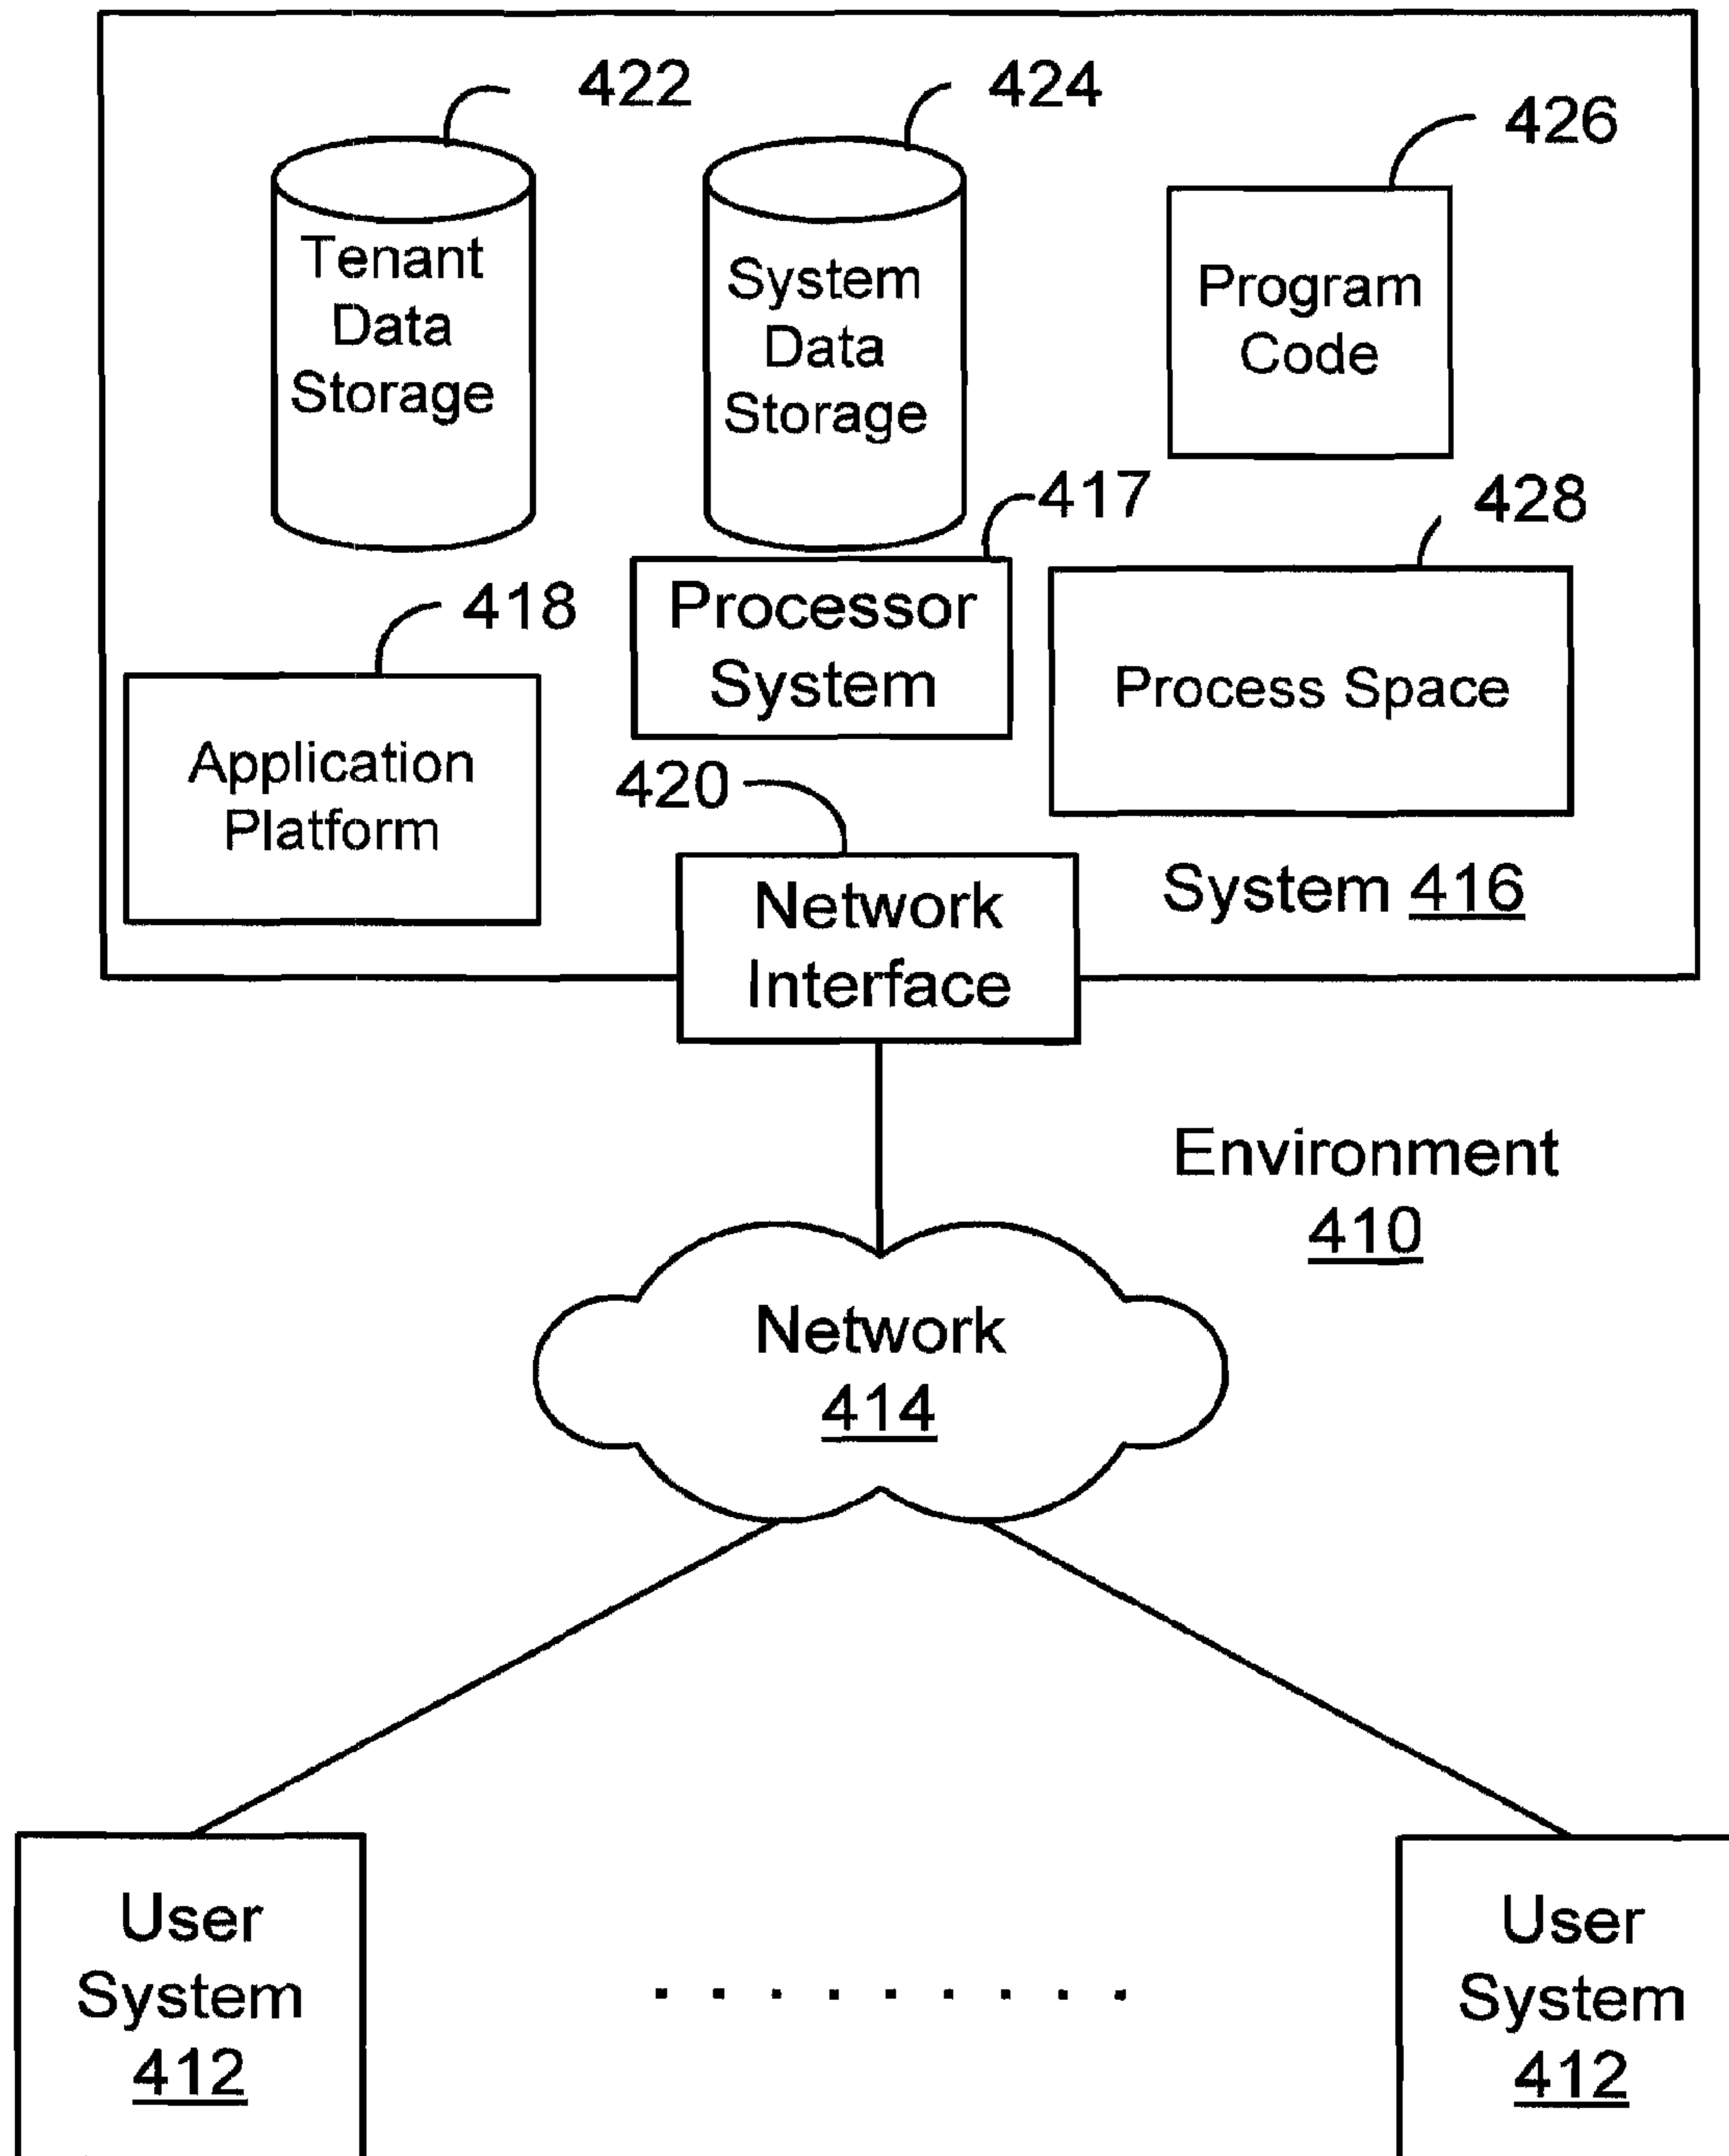 422
424
426
Tenant
Data
Storage
System
Data
Storage
Program
Code
417
428
418
Processor
System
Process Space
Application
Platform
420
Network
Interface
System 416
Environment
410
Network
414
User
System
412
User
System
412